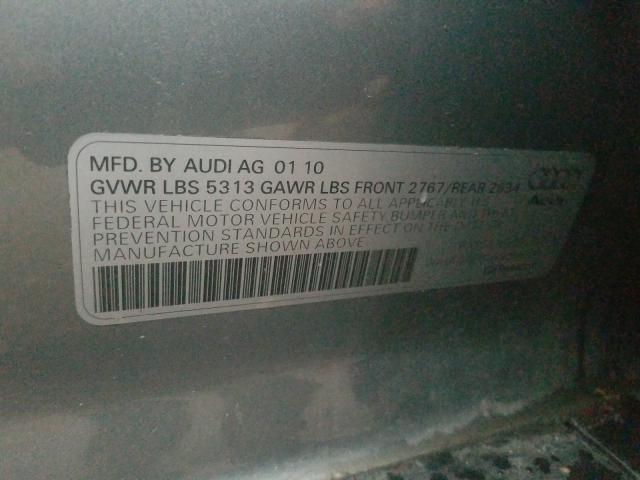 MFD. BY AUDI AG 01 10
GVWR LBS 5313 GAWR LBS FRONT 2767/REAR 2634
THIS VEHICLE CONFORMS TO ALL APPLICABLE U.S.
FEDERAL MOTOR VEHICLE SAFETY, BUMPER AND THEFT
PREVENTION STANDARDS IN EFFECT ON THE DATE OF
MANUFACTURE SHOWN ABOVE
Audi